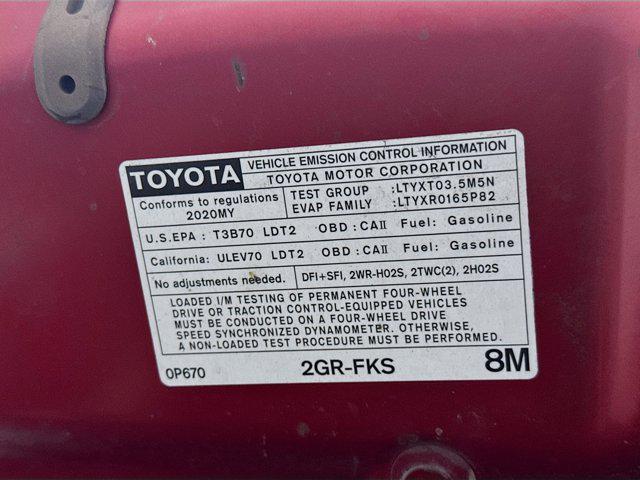 TOYOTA
VEHICLE EMISSION CONTROL INFORMATION
TOYOTA MOTOR CORPORATION
Conforms to regulations
2020MY
TEST GROUP :LTYXT03.5M5N
EVAP FAMILY :LTYXR0165P82
U.S.EPA : T3B70 LDT2 OBD :CAII Fuel: Gasoline
California: ULEV70 LDT2 OBD :CAII Fuel: Gasoline
No adjustments needed. DFI+SFI, 2WR-HO2S, 2TWC(2), 2HO2S
LOADED I/M TESTING OF PERMANENT FOUR-WHEEL
DRIVE OR TRACTION CONTROL-EQUIPPED VEHICLES
MUST BE CONDUCTED ON A FOUR-WHEEL DRIVE
SPEED SYNCHRONIZED DYNAMOMETER. OTHERWISE,
A NON-LOADED TEST PROCEDURE MUST BE PERFORMED.
0P670 2GR-FKS 8M